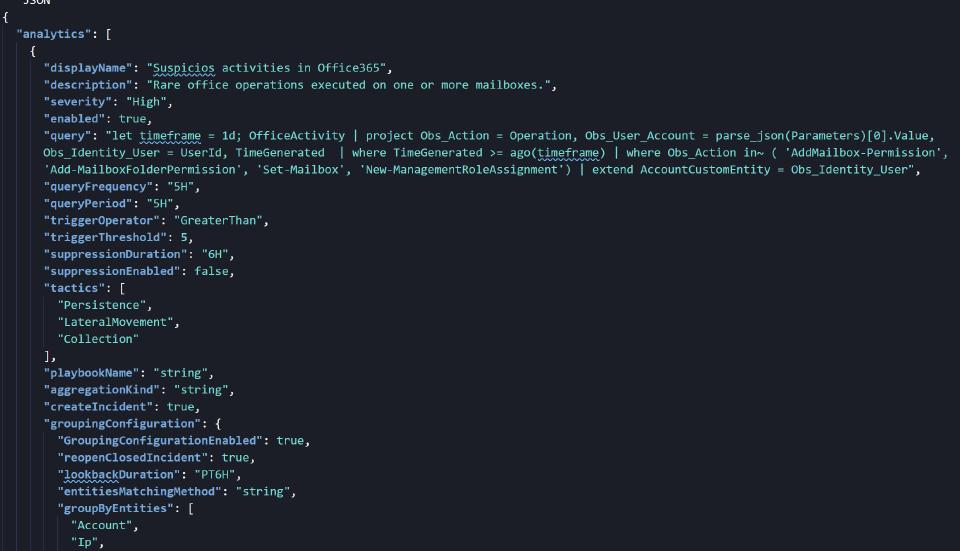 JSON
{
"analytics": [
{
"displayName": "Suspicios activities in Office365",
"description": "Rare office operations executed on one or more mailboxes.",
"severity": "High",
"enabled": true,
"query": "let timeframe = 1d; OfficeActivity | project Obs_Action = Operation, Obs_User_Account = parse_json(Parameters)[0].Value,
Obs_Identity_User = UserId, TimeGenerated | where TimeGenerated >= ago(timeframe) | where Obs_Action in~ ( 'AddMailbox-Permission',
'Add-MailboxFolderPermission', 'Set-Mailbox', 'New-ManagementRoleAssignment') | extend AccountCustomEntity = Obs_Identity_User",
"queryFrequency": "5H",
"queryPeriod": "5H",
"triggerOperator": "GreaterThan",
"triggerThreshold": 5,
"suppressionDuration": "6H",
"suppressionEnabled": false,
"tactics": [
"Persistence",
"LateralMovement",
"Collection"
],
"playbookName": "string",
"aggregationKind": "string",
"createIncident": true,
"groupingConfiguration": {
"GroupingConfigurationEnabled": true,
"reopenClosedIncident": true,
"lookbackDuration": "PT6H",
"entitiesMatchingMethod": "string",
"groupByEntities": [
"Account",
"Ip",